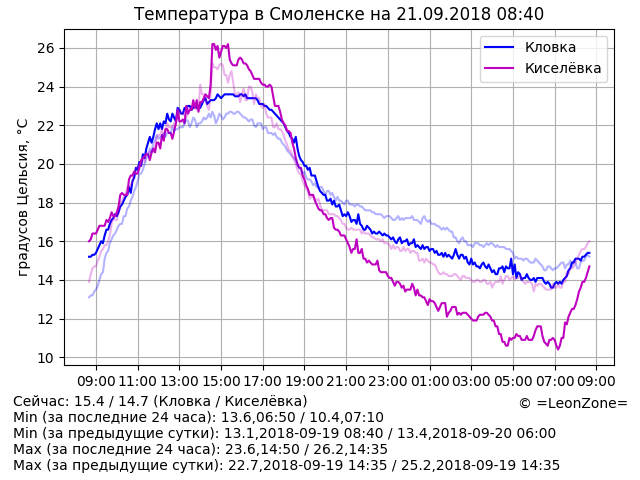 Температура в Смоленске на 21.09.2018 08:40
Кловка
Киселёвка
градусов Цельсия, °C
26
24
22
20
18
16
14
12
10
09:00 11:00 13:00 15:00 17:00 19:00 21:00 23:00 01:00 03:00 05:00 07:00 09:00
Сейчас: 15.4 / 14.7 (Кловка / Киселёвка)
© =LeonZone=
Min (за последние 24 часа): 13.6,06:50 / 10.4,07:10
Min (за предыдущие сутки): 13.1,2018-09-19 08:40 / 13.4,2018-09-20 06:00
Max (за последние 24 часа): 23.6,14:50 / 26.2,14:35
Max (за предыдущие сутки): 22.7,2018-09-19 14:35 / 25.2,2018-09-19 14:35